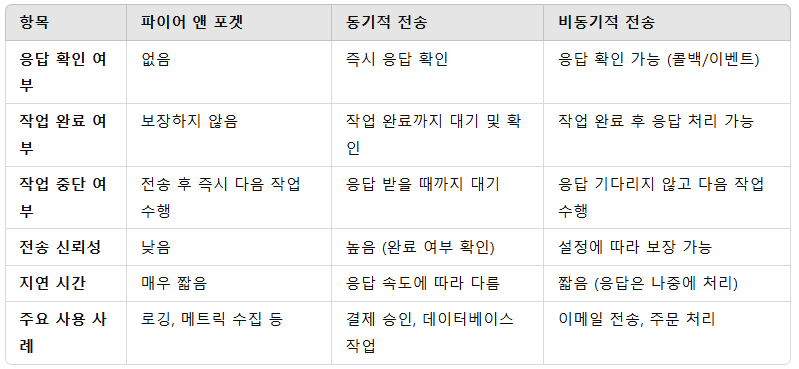 항목 파이어 앤 포겟 동기적 전송 비동기적 전송
응답 확인 여부 없음 즉시 응답 확인 응답 확인 가능 (콜백/이벤트)
작업 완료 여부 보장하지 않음 작업 완료까지 대기 및 확인 작업 완료 후 응답 처리 가능
작업 중단 여부 전송 후 즉시 다음 작업 수행 응답 받을 때까지 대기 응답 기다리지 않고 다음 작업 수행
전송 신뢰성 낮음 높음 (완료 여부 확인) 설정에 따라 보장 가능
지연 시간 매우 짧음 응답 속도에 따라 다름 짧음 (응답은 나중에 처리)
주요 사용 사례 로깅, 메트릭 수집 등 결제 승인, 데이터베이스 작업 이메일 전송, 주문 처리